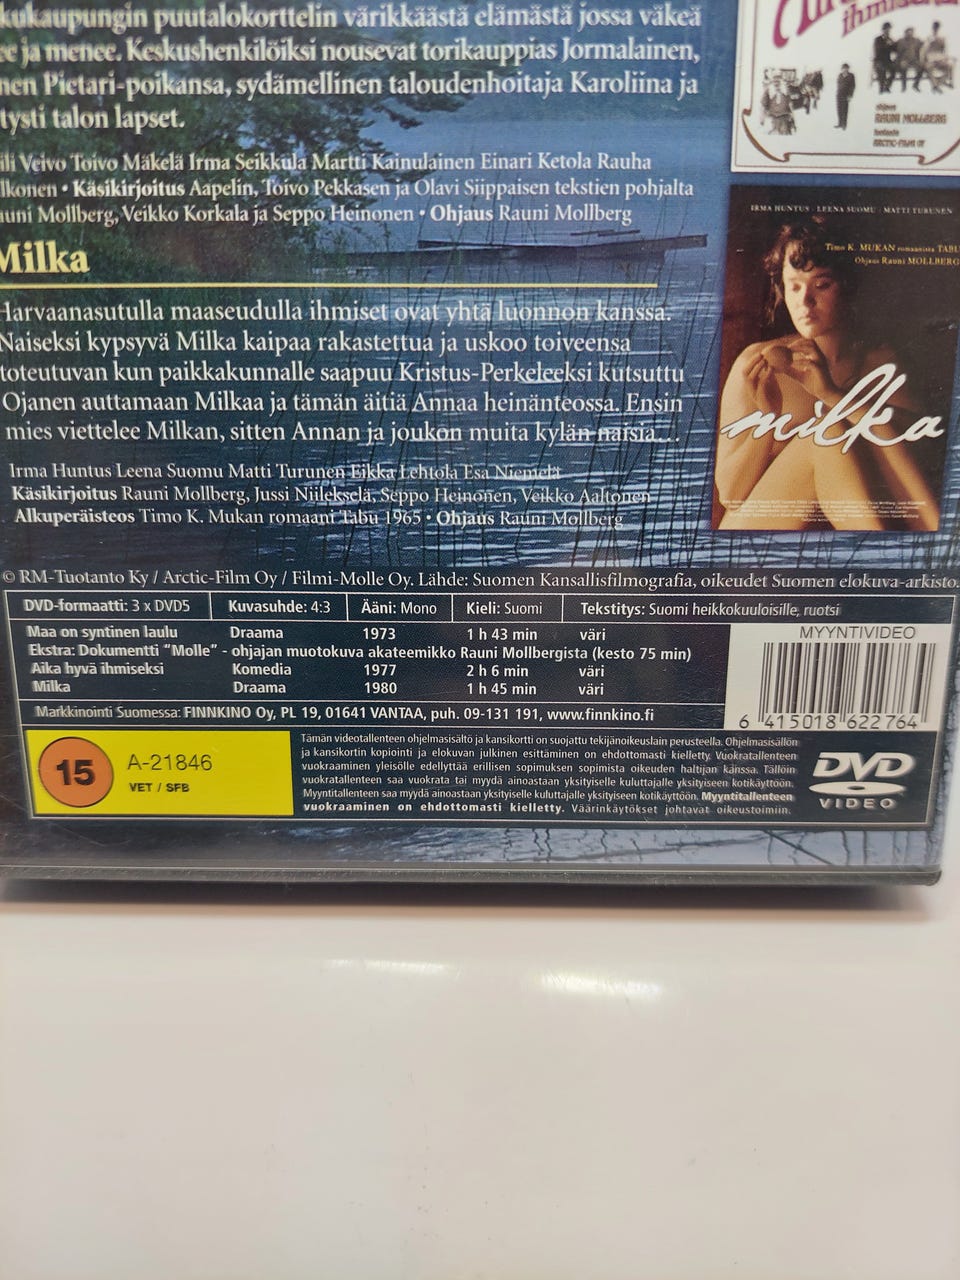 kukaupungin puutalokorttelin värikkäästä elämästä jossa väkeä
ja menee. Keskushenkilöiksi nousevat torikauppias Jormalainen,
Pietari-poikansa, sydämellinen taloudenhoitaja Karoliina ja
tysti talon lapset.
Veivo Toivo Mäkelä Irma Seikkula Martti Kainulainen Einari Ketola Rauha
lkonen • Käsikirjoitus Aapelin, Toivo Pekkasen ja Olavi Siippaisen tekstien pohjalta
auni Mollberg, Veikko Korkala ja Seppo Heinonen • Ohjaus Rauni Mollberg
ihmiseksi
ohjaus
RAUNI MOLLBERG
tuotanto
ARCTIC-FILM OY
Milka
Harvaanasutulla maaseudulla ihmiset ovat yhtä luonnon kanssa.
Naiseksi kypsyvä Milka kaipaa rakastettua ja uskoo toiveensa
toteutuvan kun paikkakunnalle saapuu Kristus-Perkeleeksi kutsuttu
Ojanen auttamaan Milkaa ja tämän äitiä Annaa heinänteossa. Ensin
mies viettelee Milkan, sitten Annan ja joukon muita kylän naisia...
Irma Huntus Leena Suomu Matti Turunen Eikka Lehtola Esa Niemelä
Käsikirjoitus Rauni Mollberg, Jussi Niilekselä, Seppo Heinonen, Veikko Aaltonen
Alkuperäisteos Timo K. Mukan romaani Tabu 1965 • Ohjaus Rauni Mollberg
IRMA HUNTUS LEENA SUOMU MATTI TURUNEN
Timo K. MUKAN romaanista TABU
Ohjaus Rauni MOLLBERG
milka
© RM-Tuotanto Ky / Arctic-Film Oy / Filmi-Molle Oy. Lähde: Suomen Kansallisfilmografia, oikeudet Suomen elokuva-arkisto.
DVD-formaatti: 3 x DVD5 Kuvasuhde: 4:3 Ääni: Mono Kieli: Suomi Tekstitys: Suomi heikkokuuloisille, ruotsi
Maa on syntinen laulu Draama 1973 1 h 43 min väri
Ekstra: Dokumentti "Molle" - ohjaajan muotokuva akateemikko Rauni Mollbergista (kesto 75 min)
Aika hyvä ihmiseksi Komedia 1977 2 h 6 min väri
Milka Draama 1980 1 h 45 min väri
Markkinointi Suomessa: FINNKINO Oy, PL 19, 01641 VANTAA, puh. 09-131 191, www.finnkino.fi
MYYNTIVIDEO
6 415018 622764
15
A-21846
VET / SFB
Tämän videotallenteen ohjelmasisältö ja kansikortti on suojattu tekijänoikeuslain perusteella. Ohjelmasisällön
ja kansikortin kopiointi ja elokuvan julkinen esittäminen on ehdottomasti kielletty. Vuokratallenteen
vuokraaminen yleisölle edellyttää erillisen sopimuksen sopimista oikeuden haltijan kanssa. Tällöin
vuokratallenteen saa vuokrata tai myydä ainoastaan yksityiselle kuluttajalle yksityiseen kotikäyttöön.
Myyntitallenteen saa myydä ainoastaan yksityiselle kuluttajalle yksityiseen kotikäyttöön. Myyntitallenteen
vuokraaminen on ehdottomasti kielletty. Väärinkäytökset johtavat oikeustoimiin.
DVD
VIDEO